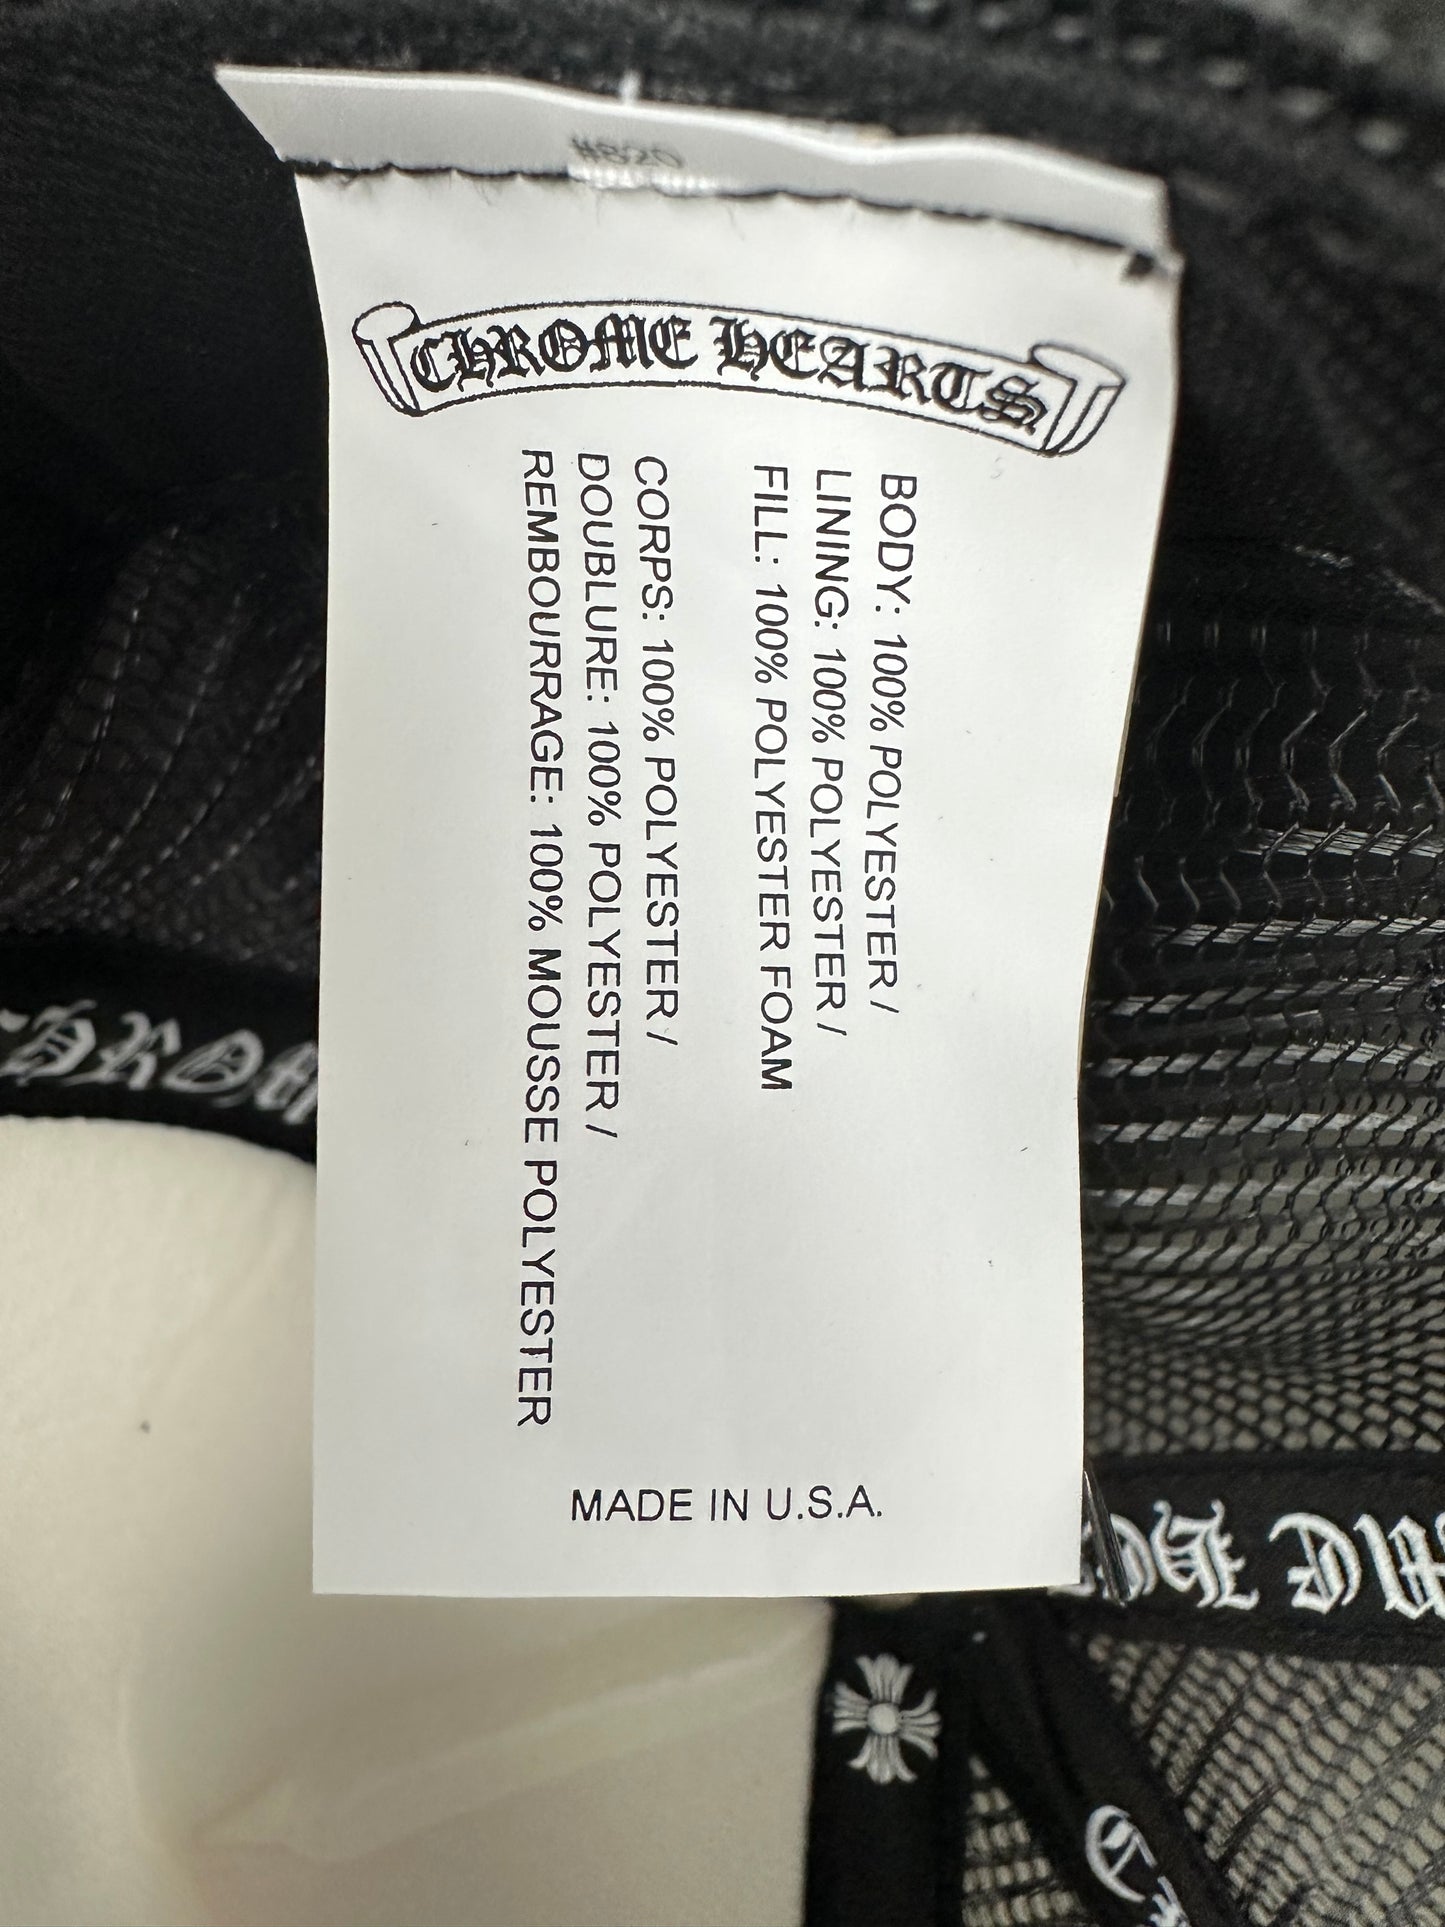 #820
CHROME HEARTS
BODY: 100% POLYESTER /
LINING: 100% POLYESTER /
FILL: 100% POLYESTER FOAM
CORPS: 100% POLYESTER /
DOUBLURE: 100% POLYESTER /
REMBOURRAGE: 100% MOUSSE POLYESTER
MADE IN U.S.A.